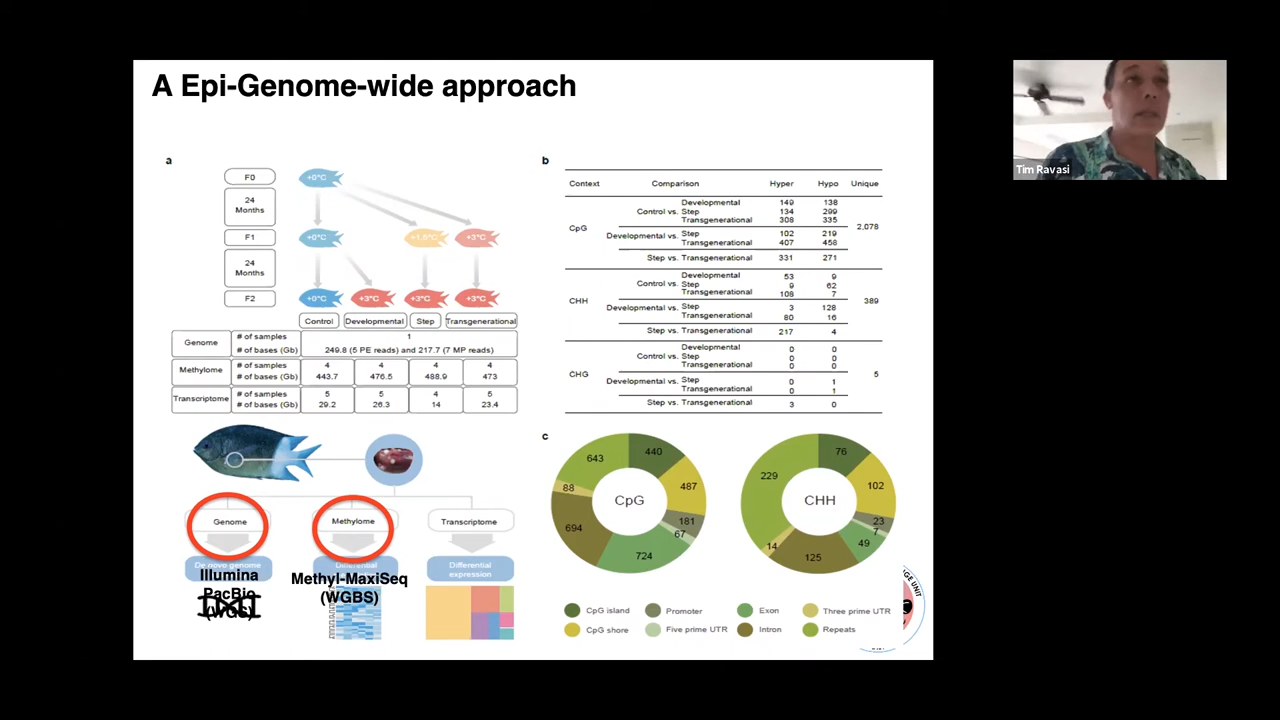 A Epi-Genome-wide approach
Tim Ravasi
a
F0
+0°C
24
Months
F1
+0°C
+1.5°C
+3°C
24
Months
F2
+0°C
+3°C
+3°C
+3°C
Control
Developmental
Step
Transgenerational
Genome
# of samples
1
# of bases (Gb)
249.8 (5 PE reads) and 217.7 (7 MP reads)
Methylome
# of samples
4 4 4 4
# of bases (Gb)
443.7 476.5 488.9 473
Transcriptome
# of samples
5 5 5 5
# of bases (Gb)
29.2 26.3 14 23.4
Genome
Methylome
Transcriptome
De novo genome
Differential
Differential
expression
Illumina
PacBio
(WGS)
Methyl-MaxiSeq
(WGBS)
b
Context Comparison Hyper Hypo Unique
CpG
Control vs.
Developmental 149 138
Step 134 299
Transgenerational 308 335
Developmental vs.
Step 102 219
Transgenerational 407 458
Step vs. Transgenerational 331 271
2,078
CHH
Control vs.
Developmental 53 9
Step 9 62
Transgenerational 108 7
Developmental vs.
Step 3 128
Transgenerational 80 16
Step vs. Transgenerational 217 4
389
CHG
Control vs.
Developmental 0 0
Step 0 0
Transgenerational 0 0
Developmental vs.
Step 0 1
Transgenerational 0 1
Step vs. Transgenerational 3 0
5
c
CpG
440
487
181
67
724
694
88
643
CHH
76
102
23
7
49
125
14
229
CpG island
Promoter
Exon
Three prime UTR
CpG shore
Five prime UTR
Intron
Repeats
GE UNIT